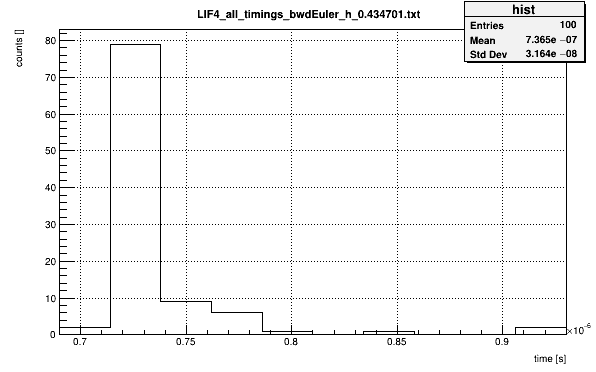 LIF4_all_timings_bwdEuler_h_0.434701.txt
hist
Entries 100
Mean 7.365e −07
Std Dev 3.164e −08
counts []
80
70
60
50
40
30
20
10
0
0.7 0.75 0.8 0.85 0.9
×10−6
time [s]